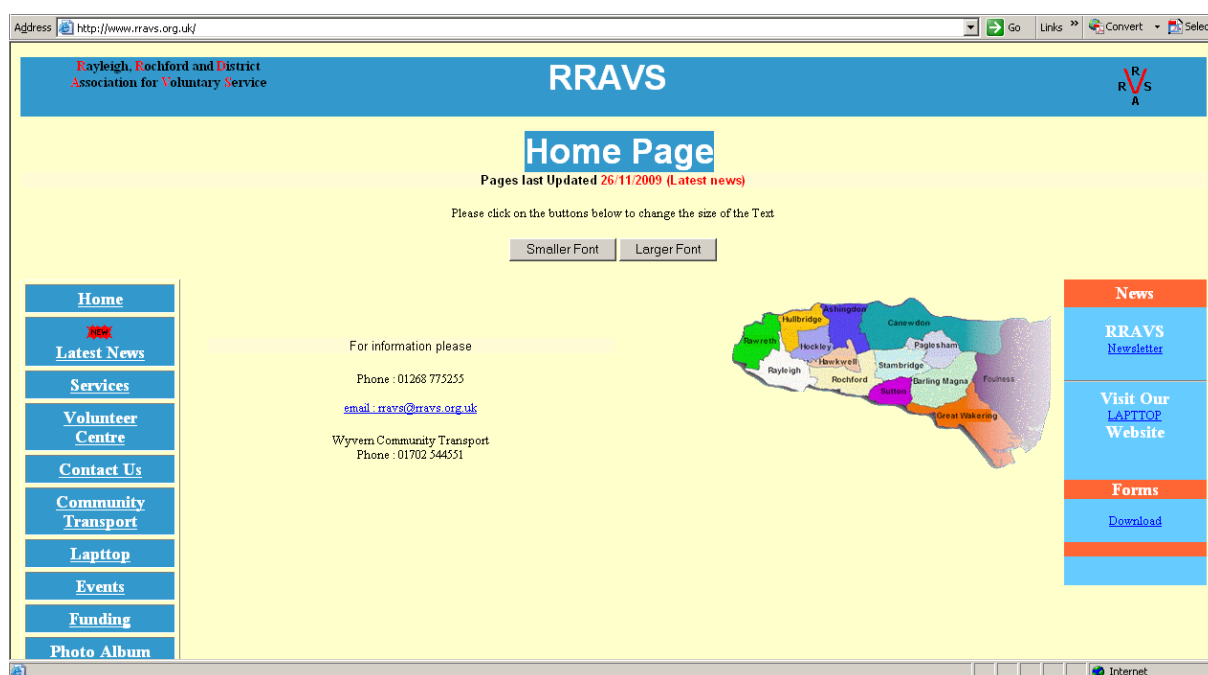 Address http://www.rravs.org.uk/ Go Links » Convert Selec
Rayleigh, Rochford and District
Association for Voluntary Service
RRAVS
R
R S
A
Home Page
Pages last Updated 26/11/2009 (Latest news)
Please click on the buttons below to change the size of the Text
Smaller Font Larger Font
Home
NEW
Latest News
Services
Volunteer
Centre
Contact Us
Community
Transport
Lapttop
Events
Funding
Photo Album
For information please
Phone : 01268 775255
email : rravs@rravs.org.uk
Wyvern Community Transport
Phone : 01702 544551
Ashingdon
Hullbridge
Canewdon
Rawreth
Hockley
Paglesham
Hawkwell
Stambridge
Rayleigh
Rochford
Barling Magna
Foulness
Sutton
Great Wakering
News
RRAVS
Newsletter
Visit Our
LAPTTOP
Website
Forms
Download
Internet